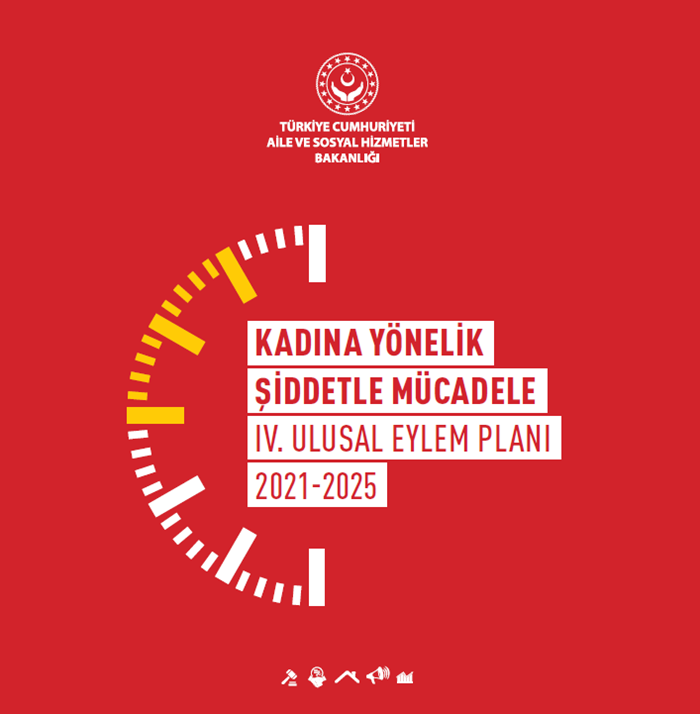 TÜRKİYE CUMHURİYETİ
AİLE VE SOSYAL HİZMETLER
BAKANLIĞI
KADINA YÖNELİK
ŞİDDETLE MÜCADELE
IV. ULUSAL EYLEM PLANI
2021-2025